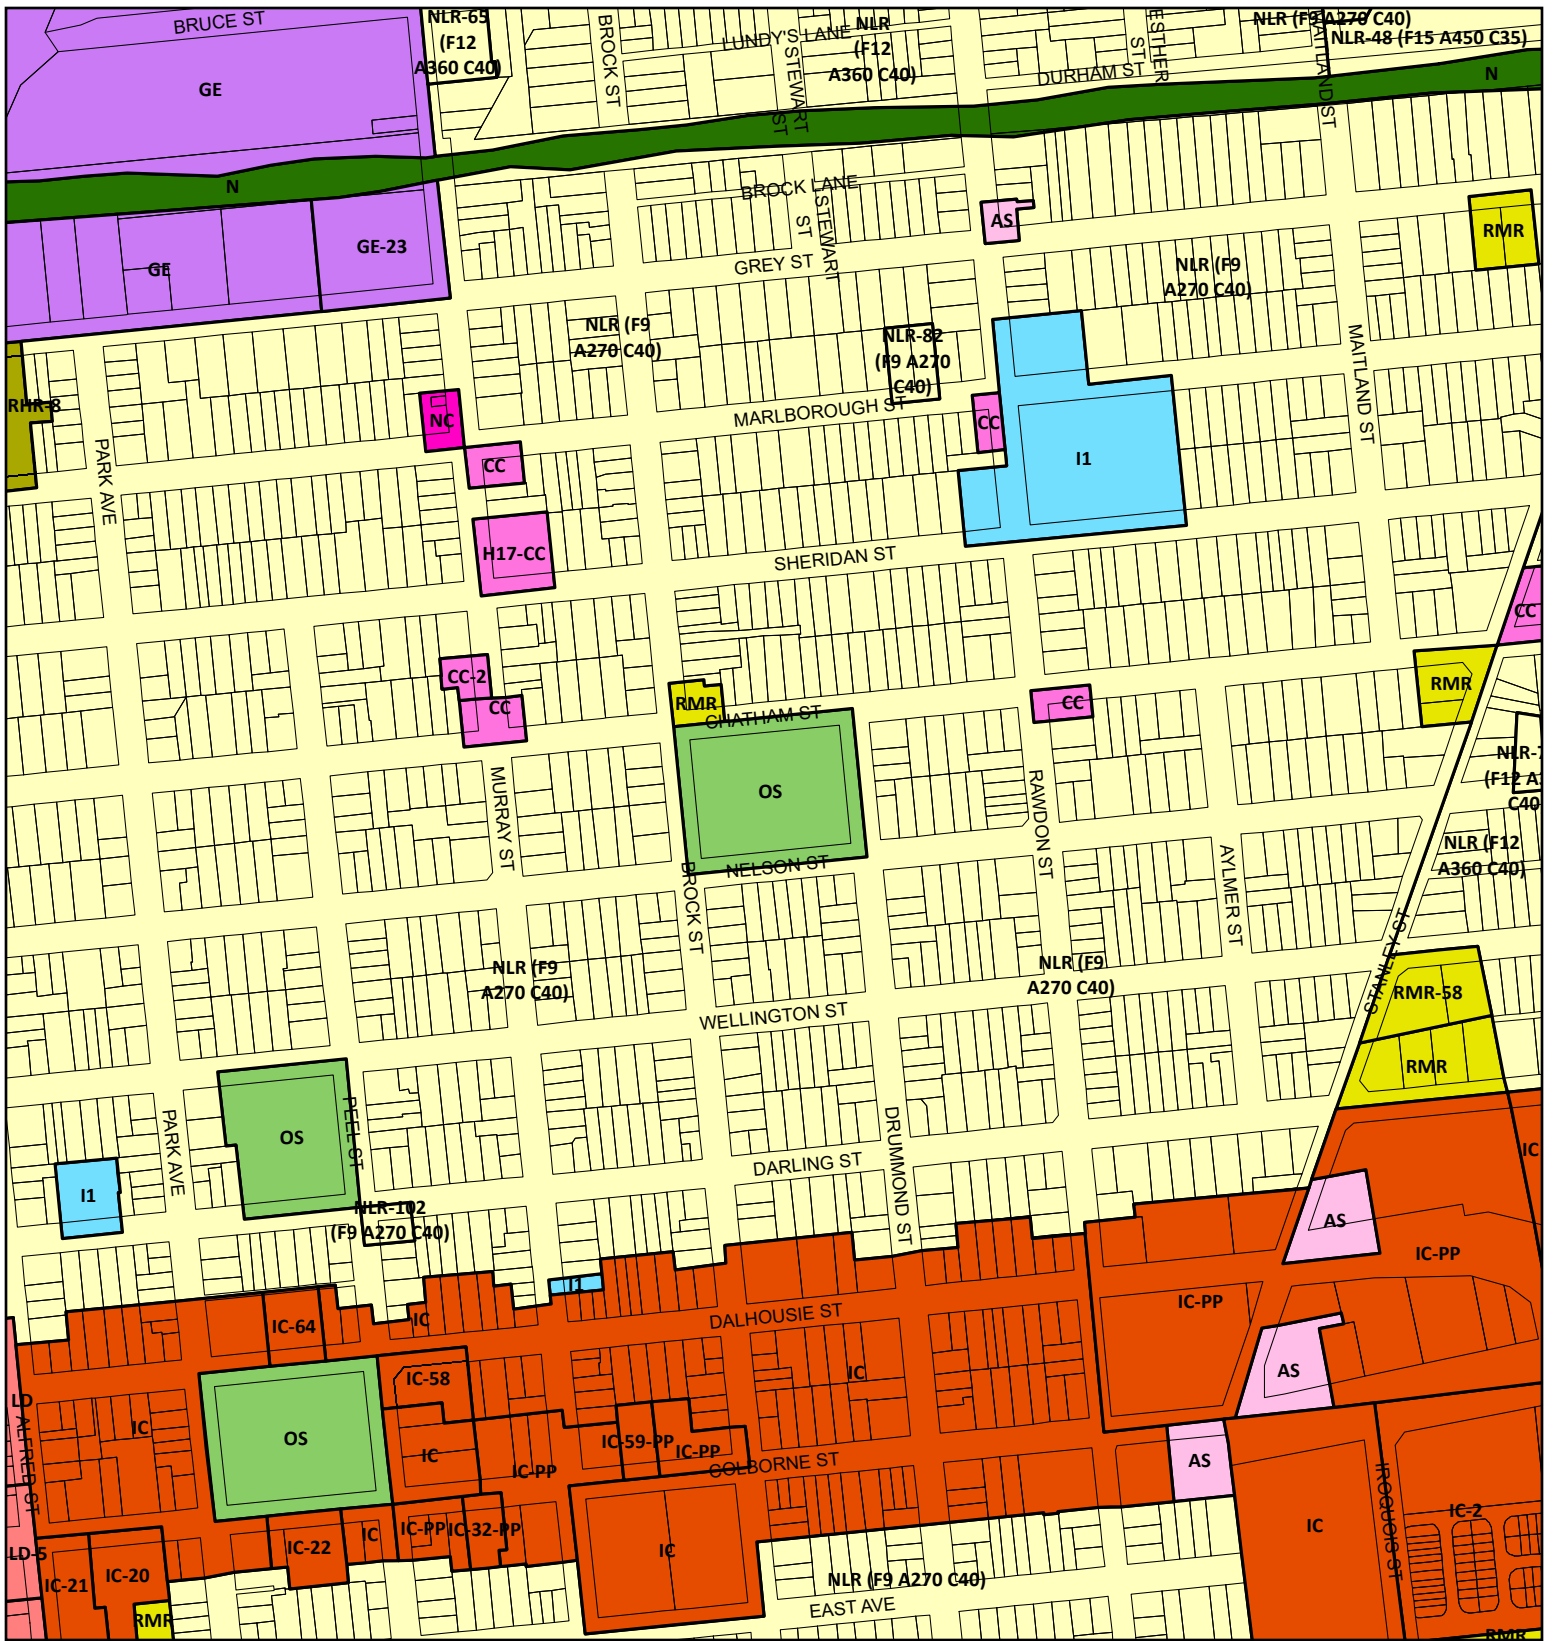 BRUCE ST
NLR-65
(F12
A360 C40)
BROCK ST
LUNDY'S LANE
STEWART
ST
NLR
(F12
A360 C40)
ESTHER
ST
NLR (F9 A270 C40)
NLR-48 (F15 A450 C35)
MAITLAND ST
DURHAM ST
N
GE
N
BROCK LANE
STEWART
ST
AS
RMR
GE-23
GE
GREY ST
NLR (F9
A270 C40)
NLR (F9
A270 C40)
NLR-82
(F9 A270
C40)
MAITLAND ST
RHR-8
NC
MARLBOROUGH ST
CC
I1
PARK AVE
CC
H17-CC
SHERIDAN ST
CC
CC-2
CC
RMR
CHATHAM ST
CC
RMR
OS
MURRAY ST
RAWDON ST
NELSON ST
BROCK ST
AYLMER ST
NLR (F12
A360 C40)
STANLEY ST
NLR (F9
A270 C40)
NLR (F9
A270 C40)
RMR-58
WELLINGTON ST
RMR
OS
PEEL ST
PARK AVE
DRUMMOND ST
DARLING ST
IC
I1
NLR-102
(F9 A270 C40)
AS
IC-PP
I1
IC-PP
IC-64
IC
DALHOUSIE ST
IC
AS
IC-58
LD
IC
OS
IC
IC-59-PP
IC-PP
IC-PP
COLBORNE ST
AS
ALFRED ST
IROQUOIS ST
IC-2
IC
IC-PP
IC-32-PP
IC
IC-22
IC
LD-5
IC-21
IC-20
RMR
NLR (F9 A270 C40)
EAST AVE
RMR